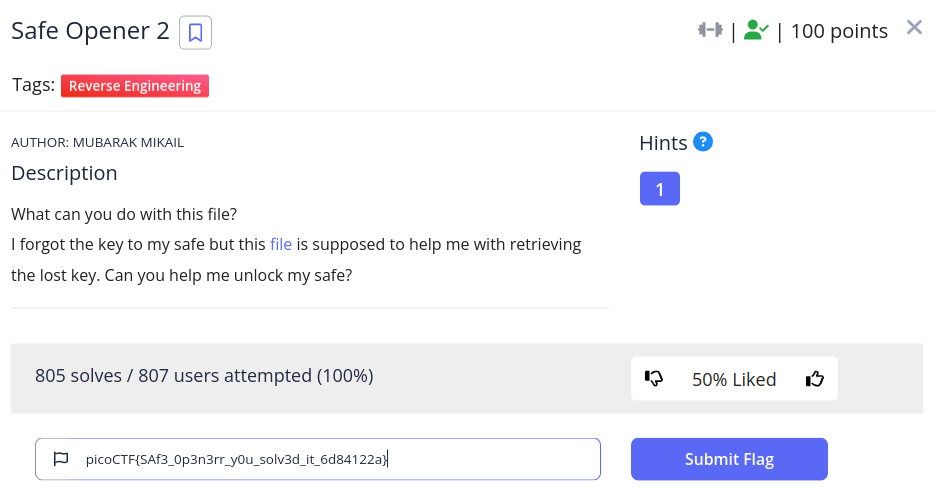 Safe Opener 2
| | 100 points
Tags: Reverse Engineering
AUTHOR: MUBARAK MIKAIL
Hints ?
Description
1
What can you do with this file?
I forgot the key to my safe but this file is supposed to help me with retrieving
the lost key. Can you help me unlock my safe?
805 solves / 807 users attempted (100%)
50% Liked
picoCTF{SAf3_0p3n3rr_y0u_solv3d_it_6d84122a}
Submit Flag